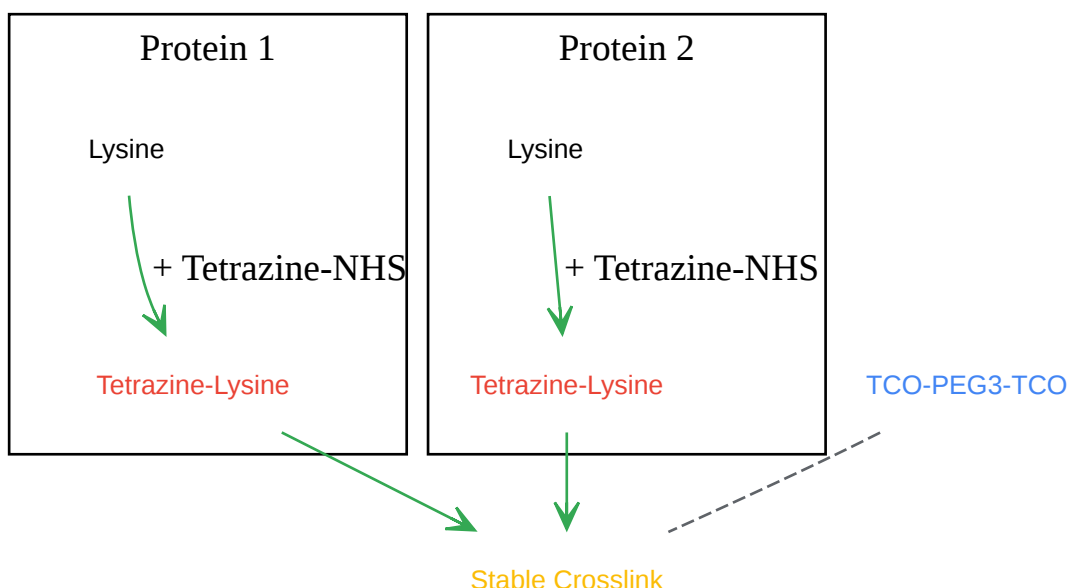 Protein 1
Protein 2
Lysine
Lysine
+ Tetrazine-NHS
+ Tetrazine-NHS
Tetrazine-Lysine
Tetrazine-Lysine
TCO-PEG3-TCO
Stable Crosslink